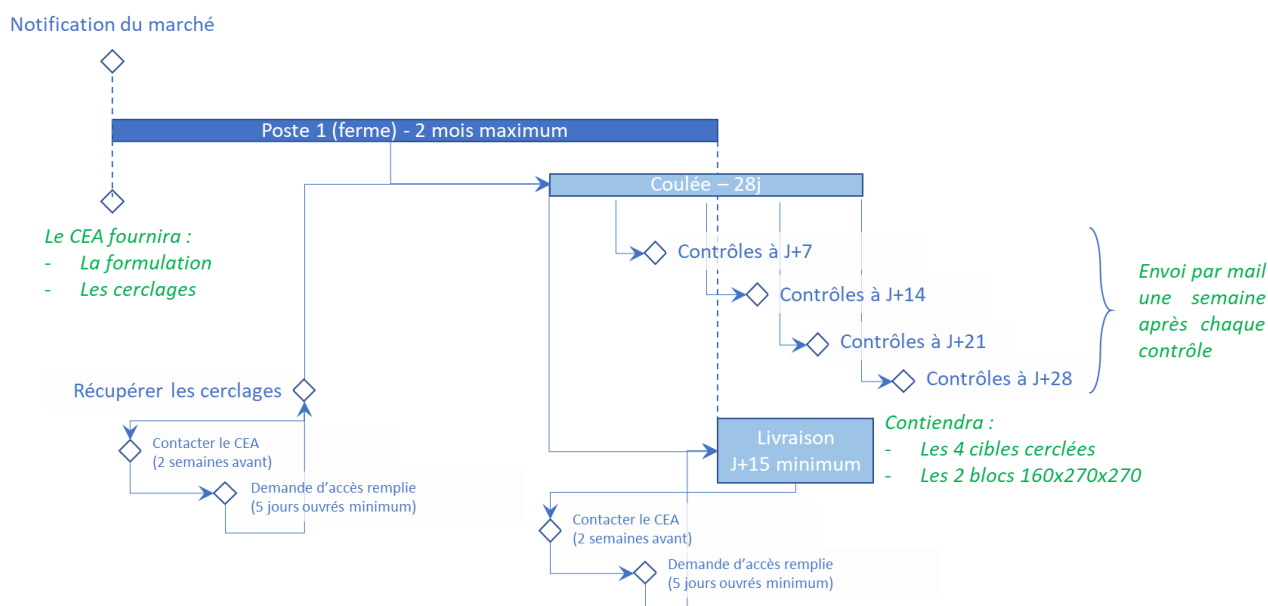 Notification du marché
Poste 1 (ferme) - 2 mois maximum
Coulée – 28j
Le CEA fournira :
- La formulation
- Les cerclages
Contrôles à J+7
Contrôles à J+14
Contrôles à J+21
Contrôles à J+28
Envoi par mail
une semaine
après chaque
contrôle
Récupérer les cerclages
Contacter le CEA
(2 semaines avant)
Demande d’accès remplie
(5 jours ouvrés minimum)
Livraison
J+15 minimum
Contiendra :
- Les 4 cibles cerclées
- Les 2 blocs 160x270x270
Contacter le CEA
(2 semaines avant)
Demande d’accès remplie
(5 jours ouvrés minimum)